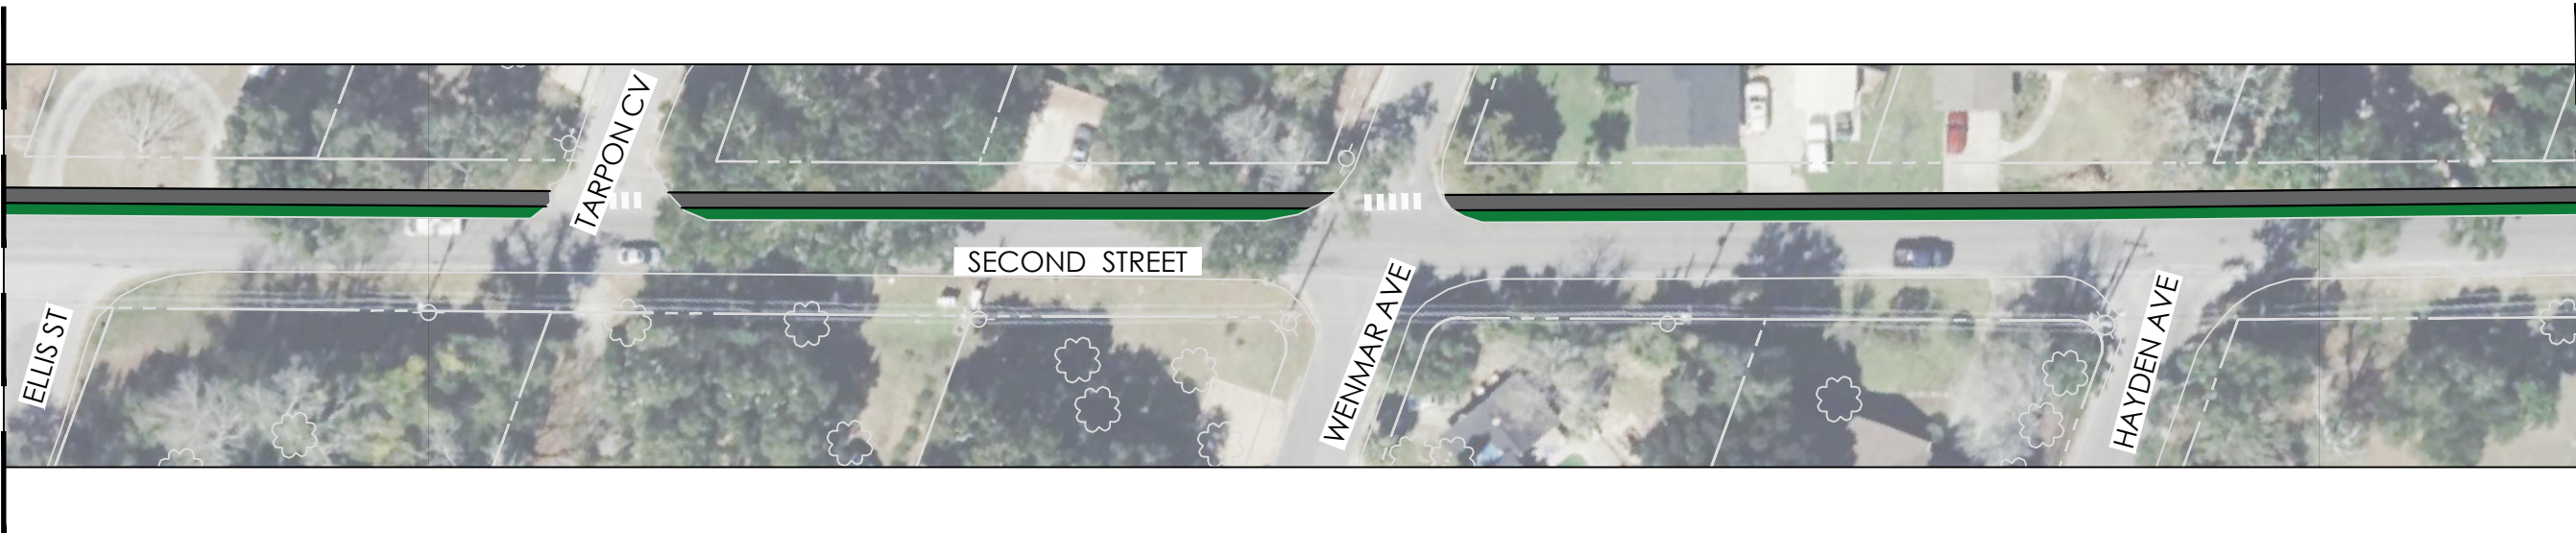 TARPON CV
SECOND STREET
ELLIS ST
WENMAR AVE
HAYDEN AVE